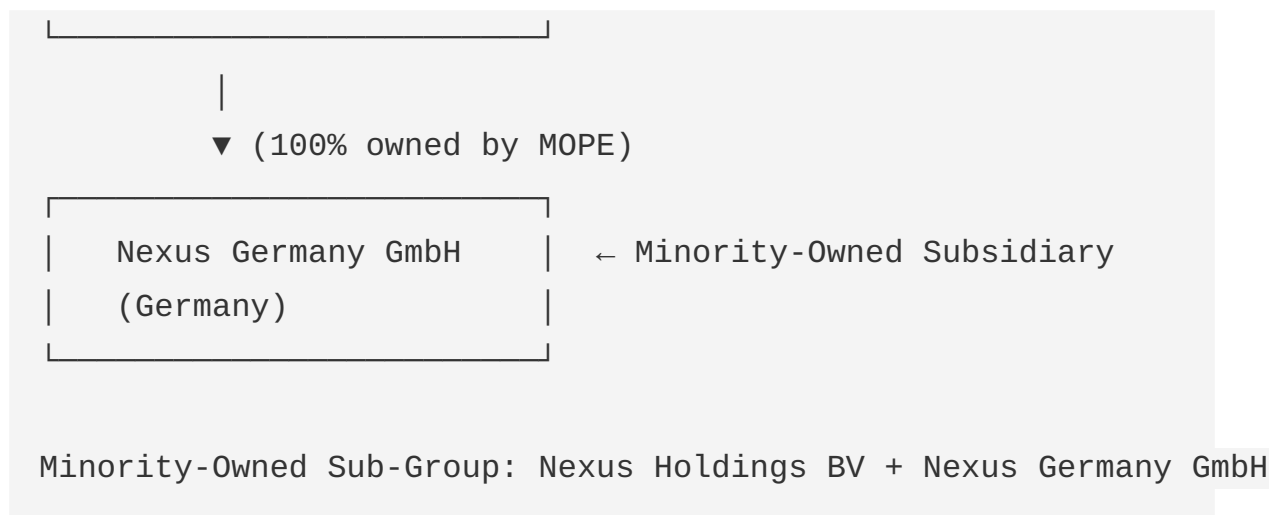 └─────────────────────────┘
│
▼ (100% owned by MOPE)
┌─────────────────────────┐
│ Nexus Germany GmbH │ ← Minority-Owned Subsidiary
│ (Germany) │
└─────────────────────────┘
Minority-Owned Sub-Group: Nexus Holdings BV + Nexus Germany GmbH